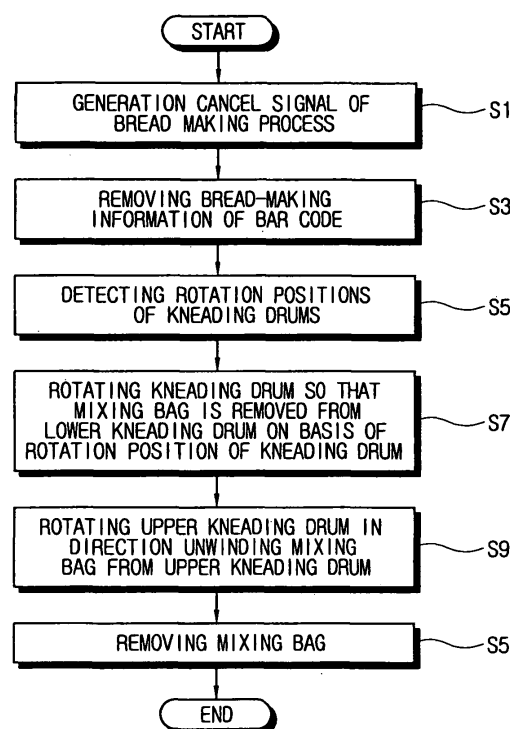 START
GENERATION CANCEL SIGNAL OF
BREAD MAKING PROCESS
S1
REMOVING BREAD-MAKING
INFORMATION OF BAR CODE
S3
DETECTING ROTATION POSITIONS
OF KNEADING DRUMS
S5
ROTATING KNEADING DRUM SO THAT
MIXING BAG IS REMOVED FROM
LOWER KNEADING DRUM ON BASIS OF
ROTATION POSITION OF KNEADING DRUM
S7
ROTATING UPPER KNEADING DRUM IN
DIRECTION UNWINDING MIXING
BAG FROM UPPER KNEADING DRUM
S9
REMOVING MIXING BAG
S5
END